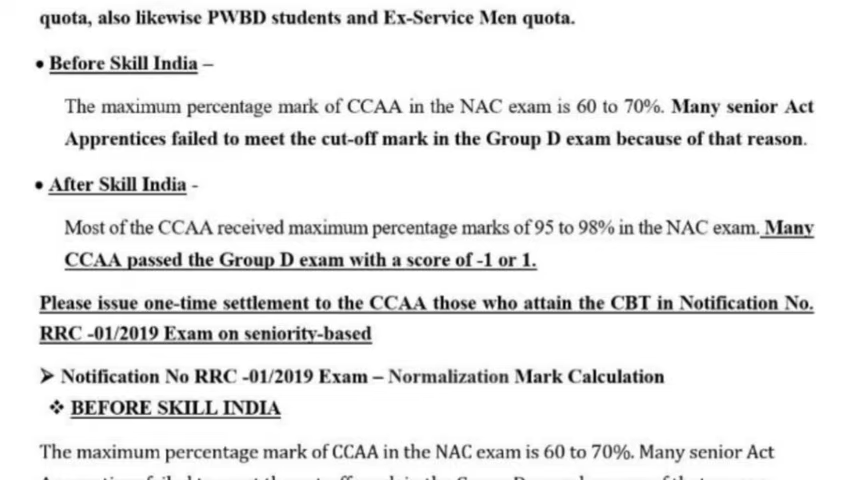 quota, also likewise PWBD students and Ex-Service Men quota.
• Before Skill India –
The maximum percentage mark of CCAA in the NAC exam is 60 to 70%. Many senior Act
Apprentices failed to meet the cut-off mark in the Group D exam because of that reason.
• After Skill India -
Most of the CCAA received maximum percentage marks of 95 to 98% in the NAC exam. Many
CCAA passed the Group D exam with a score of -1 or 1.
Please issue one-time settlement to the CCAA those who attain the CBT in Notification No.
RRC -01/2019 Exam on seniority-based
➢ Notification No RRC -01/2019 Exam – Normalization Mark Calculation
❖ BEFORE SKILL INDIA
The maximum percentage mark of CCAA in the NAC exam is 60 to 70%. Many senior Act